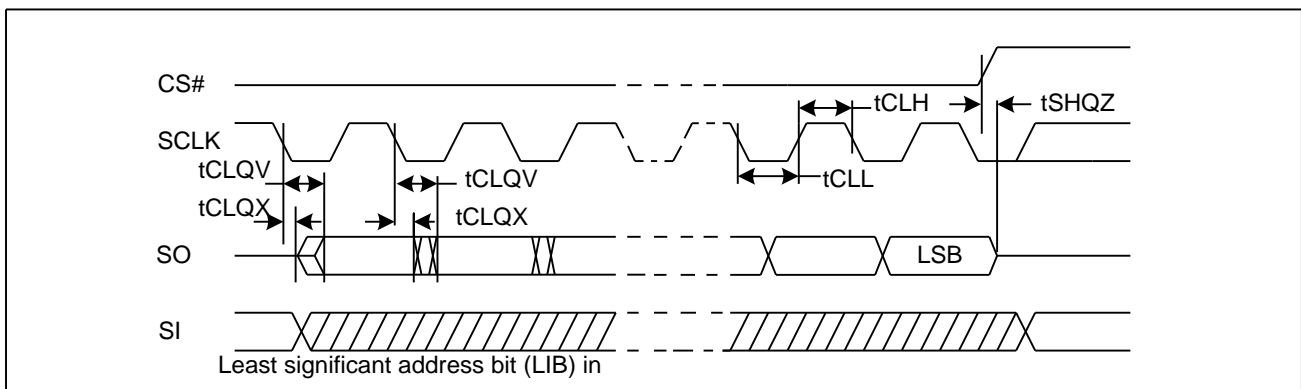 CS#
tCLH
tSHQZ
SCLK
tCLQV
tCLQV
tCLL
tCLQX
tCLQX
SO
LSB
SI
Least significant address bit (LIB) in